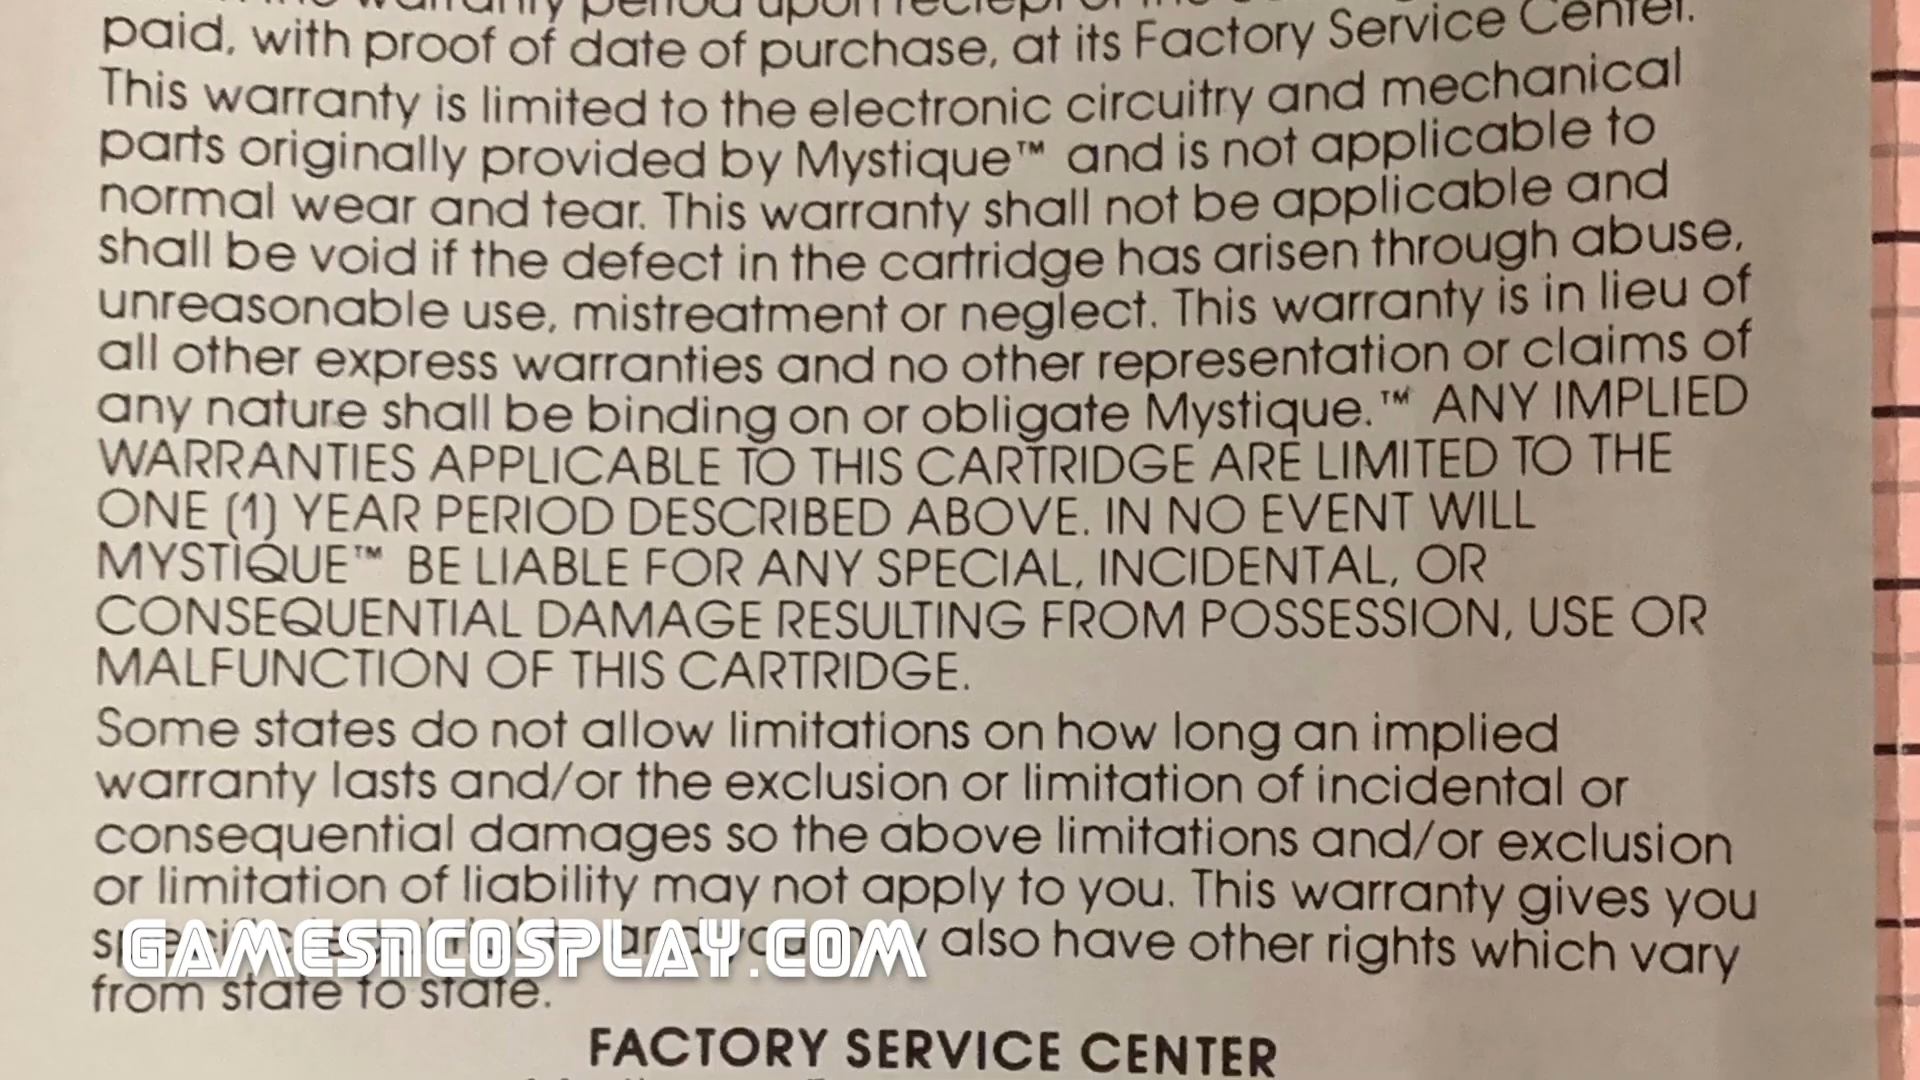 warranty period upon
paid, with proof of date of purchase, at its Factory Service Center.
This warranty is limited to the electronic circuitry and mechanical
parts originally provided by Mystique™ and is not applicable to
normal wear and tear. This warranty shall not be applicable and
shall be void if the defect in the cartridge has arisen through abuse,
unreasonable use, mistreatment or neglect. This warranty is in lieu of
all other express warranties and no other representation or claims of
any nature shall be binding on or obligate Mystique.™ ANY IMPLIED
WARRANTIES APPLICABLE TO THIS CARTRIDGE ARE LIMITED TO THE
ONE (1) YEAR PERIOD DESCRIBED ABOVE. IN NO EVENT WILL
MYSTIQUE™ BE LIABLE FOR ANY SPECIAL, INCIDENTAL, OR
CONSEQUENTIAL DAMAGE RESULTING FROM POSSESSION, USE OR
MALFUNCTION OF THIS CARTRIDGE.
Some states do not allow limitations on how long an implied
warranty lasts and/or the exclusion or limitation of incidental or
consequential damages so the above limitations and/or exclusion
or limitation of liability may not apply to you. This warranty gives you
also have other rights which vary
GAMESNCOSPLAY.COM
from state to state.
FACTORY SERVICE CENTER